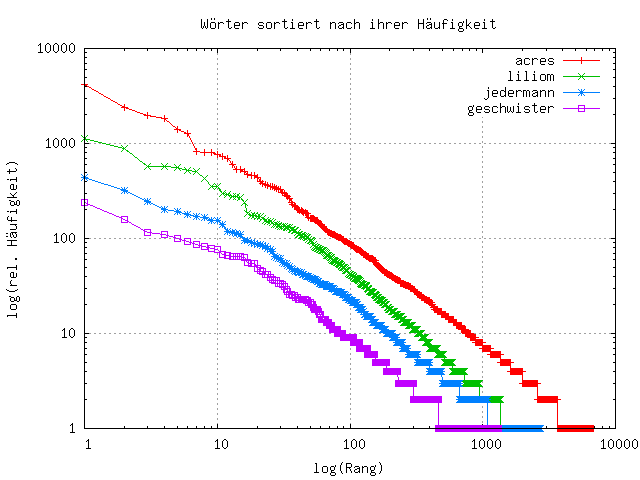 Wörter sortiert nach ihrer Häufigkeit
acres
liliom
jedermann
geschwister
log(rel. Häufigkeit)
10000
1000
100
10
1
1 10 100 1000 10000
log(Rang)